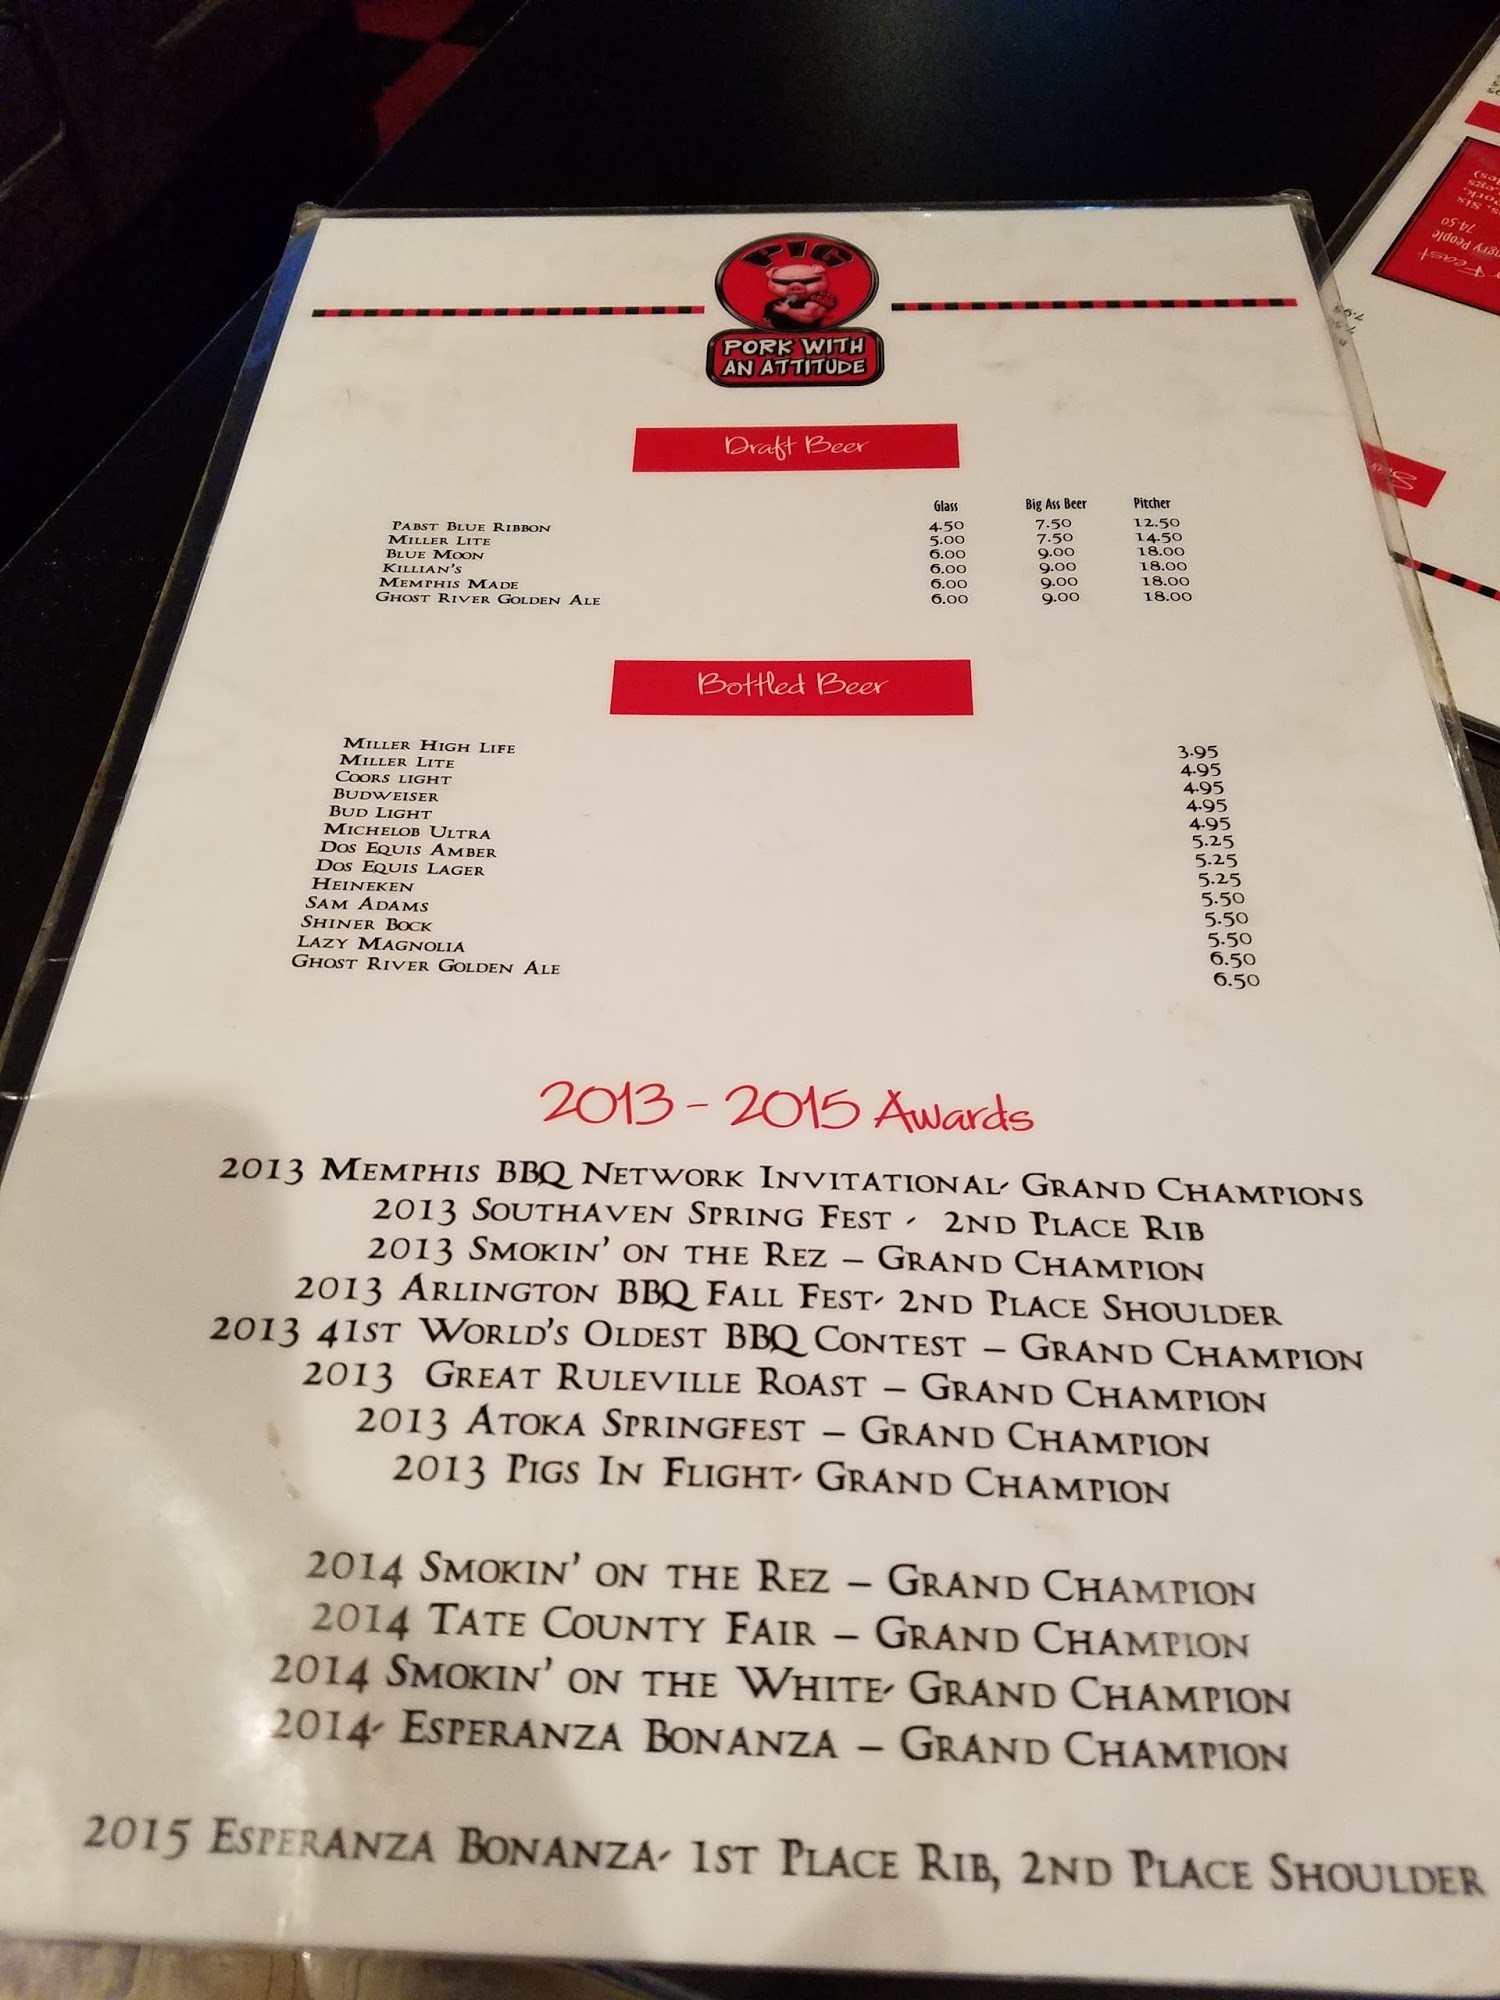 PIG
PORK WITH
AN ATTITUDE
Draft Beer
Glass Big Ass Beer Pitcher
Pabst Blue Ribbon 4.50 7.50 12.50
Miller Lite 5.00 7.50 14.50
Blue Moon 6.00 9.00 18.00
Killian's 6.00 9.00 18.00
Memphis Made 6.00 9.00 18.00
Ghost River Golden Ale 6.00 9.00 18.00
Bottled Beer
Miller High Life 3.95
Miller Lite 4.95
Coors Light 4.95
Budweiser 4.95
Bud Light 4.95
Michelob Ultra 5.25
Dos Equis Amber 5.25
Dos Equis Lager 5.25
Heineken 5.50
Sam Adams 5.50
Shiner Bock 5.50
Lazy Magnolia 6.50
Ghost River Golden Ale 6.50
2013 - 2015 Awards
2013 Memphis BBQ Network Invitational- Grand Champions
2013 Southaven Spring Fest - 2nd Place Rib
2013 Smokin' on the Rez – Grand Champion
2013 Arlington BBQ Fall Fest- 2nd Place Shoulder
2013 41st World's Oldest BBQ Contest – Grand Champion
2013 Great Ruleville Roast – Grand Champion
2013 Atoka Springfest – Grand Champion
2013 Pigs In Flight- Grand Champion
2014 Smokin' on the Rez – Grand Champion
2014 Tate County Fair – Grand Champion
2014 Smokin' on the White- Grand Champion
2014- Esperanza Bonanza – Grand Champion
2015 Esperanza Bonanza- 1st Place Rib, 2nd Place Shoulder
Feast
74.50
7.95